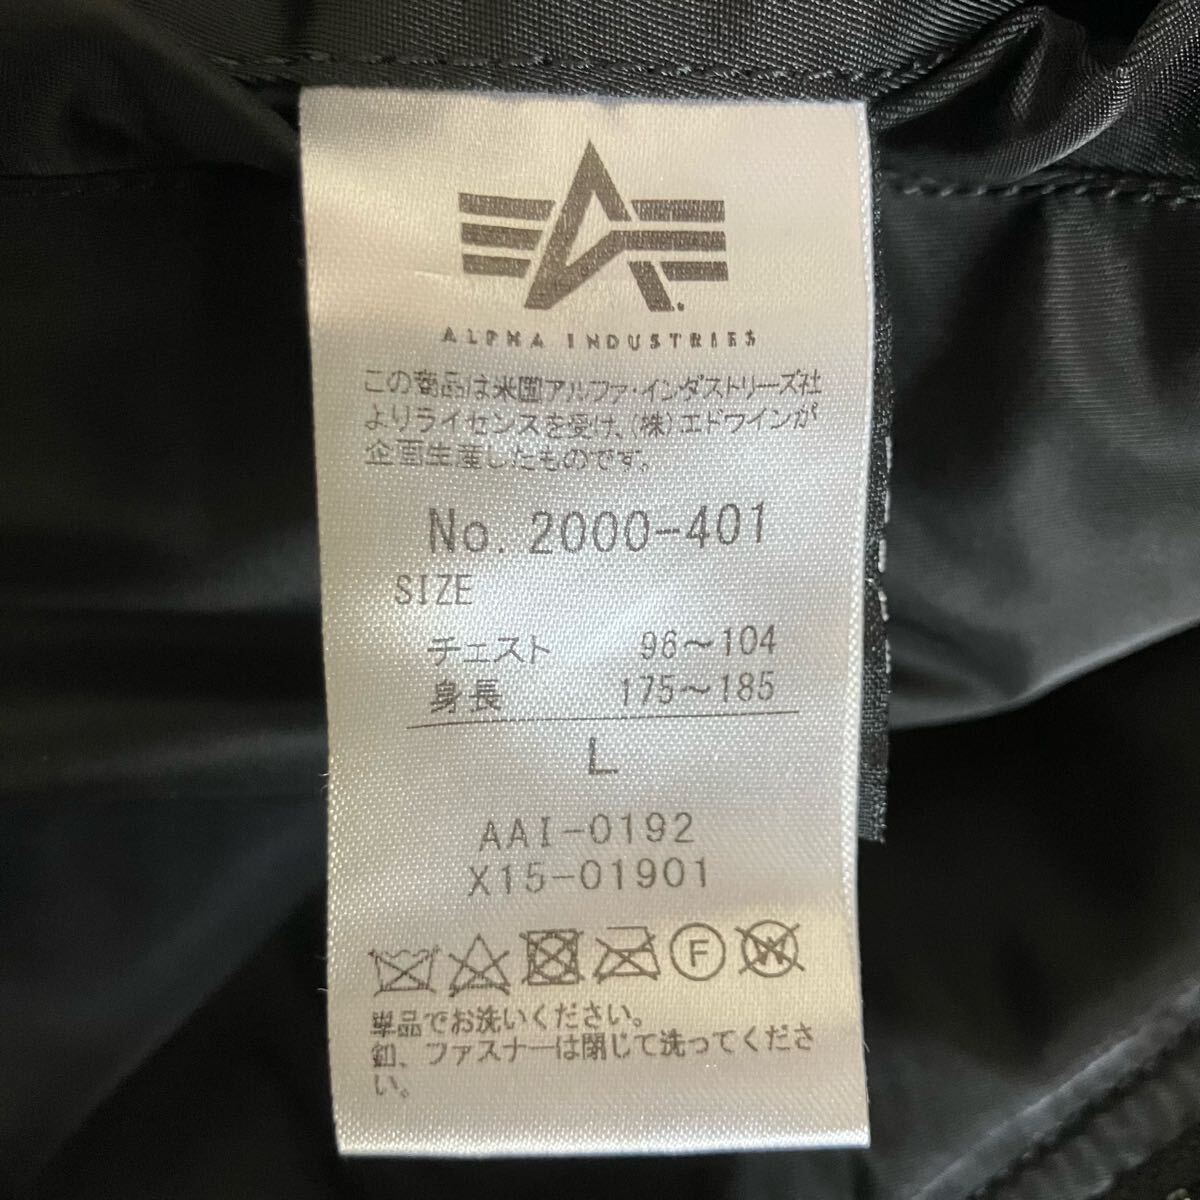 ALPHA INDUSTRIES
この商品は米国アルファ・インダストリーズ社
よりライセンスを受け、(株)エドウインが
企画生産したものです。
No. 2000-401
SIZE
チェスト 96～104
身長 175～185
L
AAI-0192
X15-01901
F
W
単品でお洗いください。
釦、ファスナーは閉じて洗ってくださ
い。